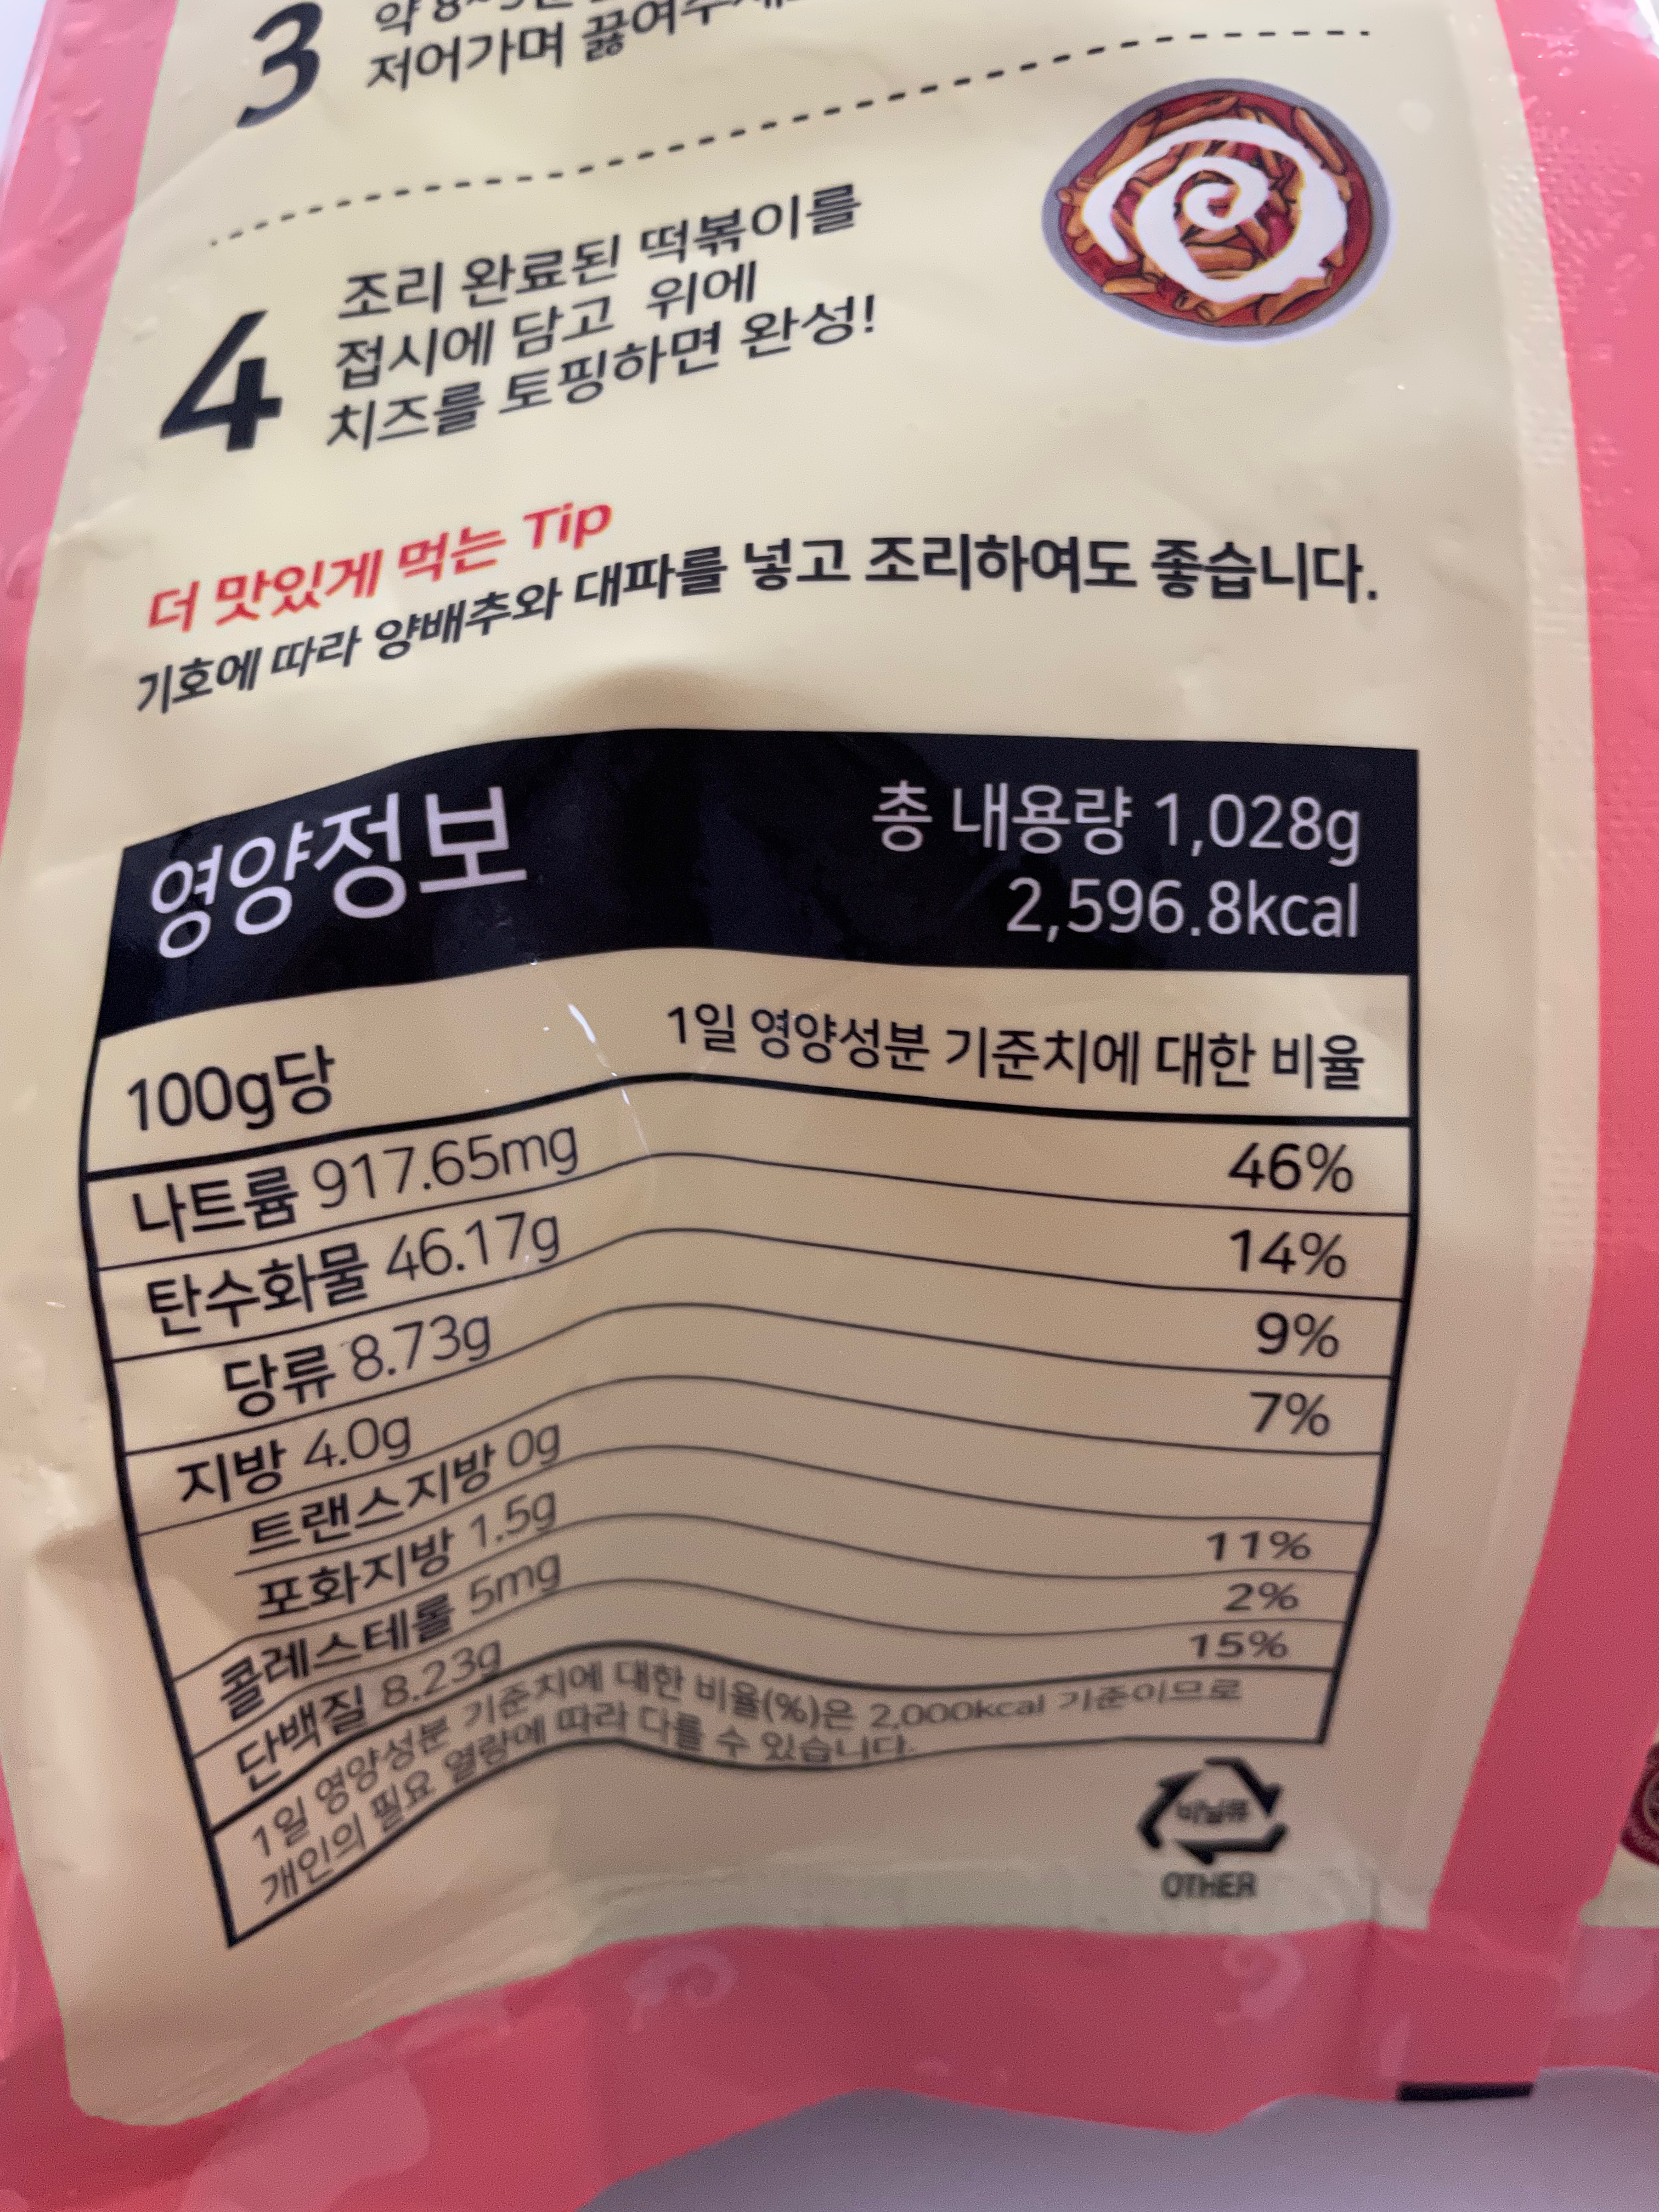 3
저어가며
4
조리 완료된 떡볶이를
접시에 담고 위에
치즈를 토핑하면 완성!
더 맛있게 먹는 Tip
기호에 따라 양배추와 대파를 넣고 조리하여도 좋습니다.
영양정보
총 내용량 1,028g
2,596.8kcal
100g당 1일 영양성분 기준치에 대한 비율
나트륨 917.65mg 46%
탄수화물 46.17g 14%
당류 8.73g 9%
지방 4.0g 7%
트랜스지방 0g
포화지방 1.5g 11%
콜레스테롤 5mg 2%
단백질 8.23g 15%
1일 영양성분 기준치에 대한 비율(%)은 2,000kcal 기준이므로
개인의 필요 열량에 따라 다를 수 있습니다.
비닐류
OTHER